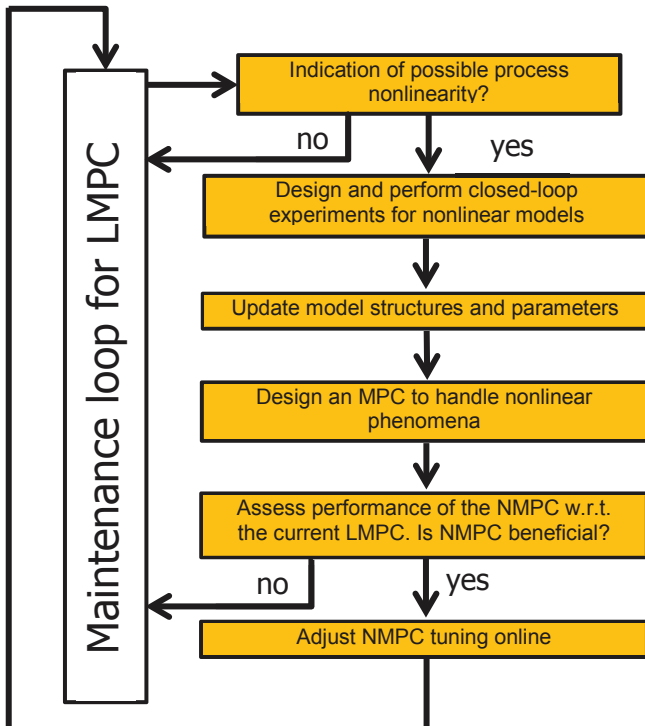 Maintenance loop for LMPC
Indication of possible process
nonlinearity?
no
yes
Design and perform closed-loop
experiments for nonlinear models
Update model structures and parameters
Design an MPC to handle nonlinear
phenomena
Assess performance of the NMPC w.r.t.
the current LMPC. Is NMPC beneficial?
no
yes
Adjust NMPC tuning online